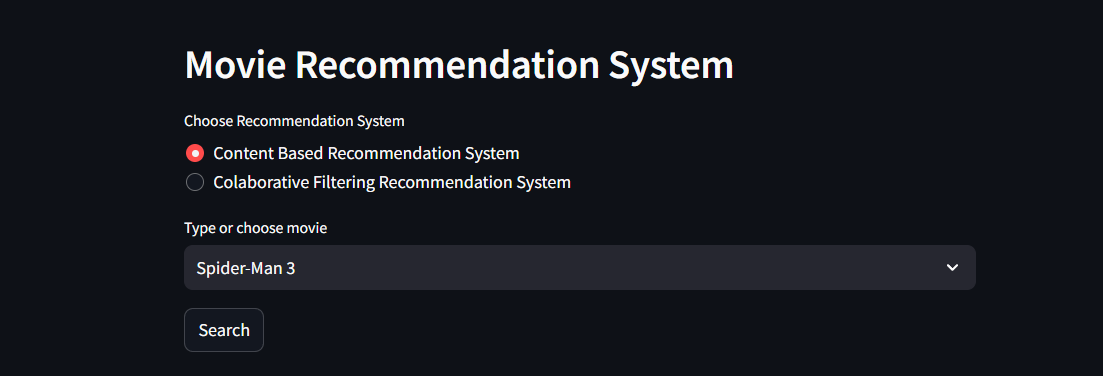 Movie Recommendation System
Choose Recommendation System
Content Based Recommendation System
Colaborative Filtering Recommendation System
Type or choose movie
Spider-Man 3
Search